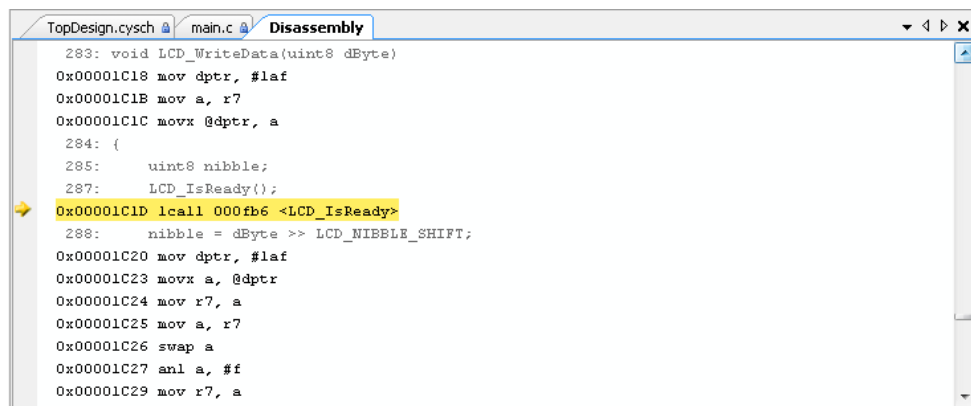 TopDesign.cysch main.c Disassembly
283: void LCD_WriteData(uint8 dByte)
0x00001C18 mov dptr, #1af
0x00001C1B mov a, r7
0x00001C1C movx @dptr, a
284: {
285: uint8 nibble;
287: LCD_IsReady();
0x00001C1D lcall 000fb6 <LCD_IsReady>
288: nibble = dByte >> LCD_NIBBLE_SHIFT;
0x00001C20 mov dptr, #1af
0x00001C23 movx a, @dptr
0x00001C24 mov r7, a
0x00001C25 mov a, r7
0x00001C26 swap a
0x00001C27 anl a, #f
0x00001C29 mov r7, a